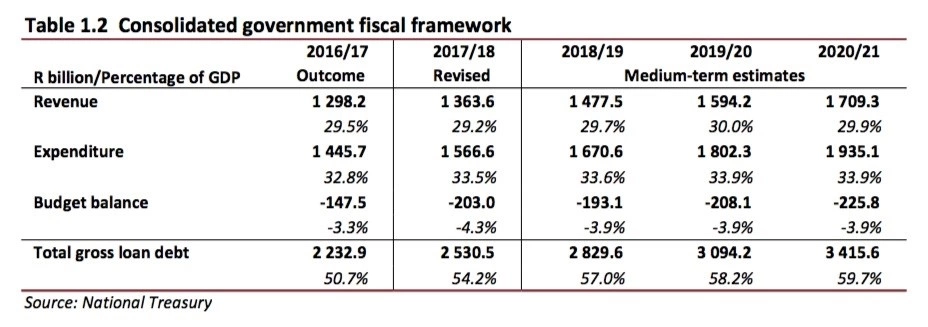 Table 1.2 Consolidated government fiscal framework
2016/17 2017/18 2018/19 2019/20 2020/21
R billion/Percentage of GDP Outcome Revised Medium-term estimates
Revenue 1 298.2 1 363.6 1 477.5 1 594.2 1 709.3
29.5% 29.2% 29.7% 30.0% 29.9%
Expenditure 1 445.7 1 566.6 1 670.6 1 802.3 1 935.1
32.8% 33.5% 33.6% 33.9% 33.9%
Budget balance -147.5 -203.0 -193.1 -208.1 -225.8
-3.3% -4.3% -3.9% -3.9% -3.9%
Total gross loan debt 2 232.9 2 530.5 2 829.6 3 094.2 3 415.6
50.7% 54.2% 57.0% 58.2% 59.7%
Source: National Treasury